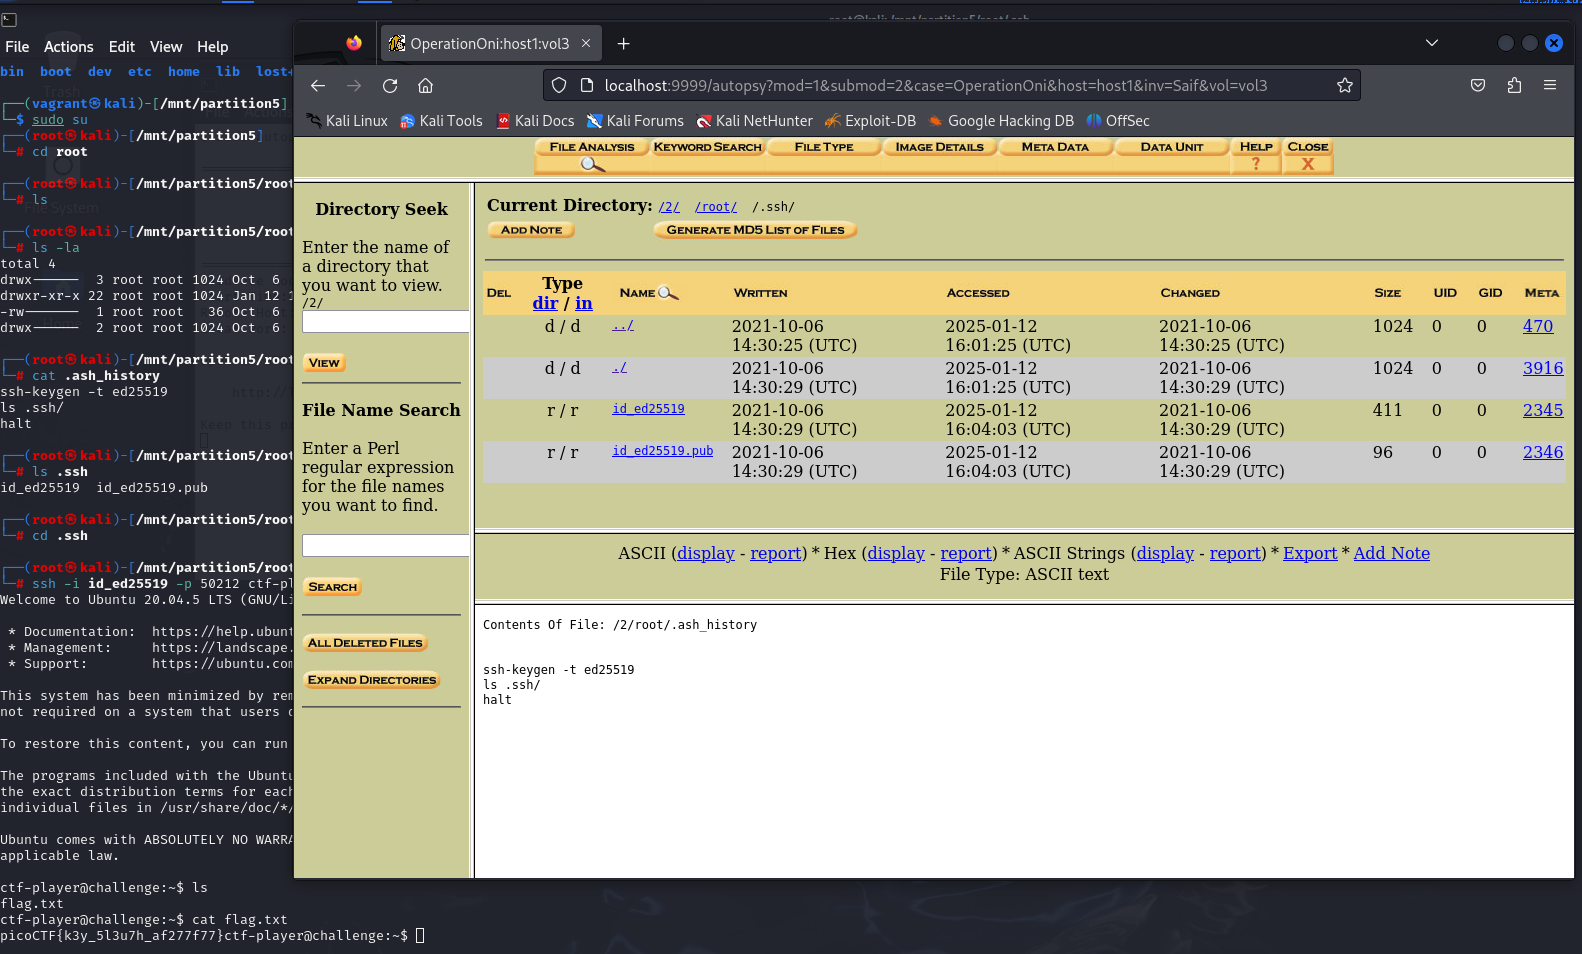 File Actions Edit View Help
bin boot dev etc home lib lost+
┌──(vagrant㉿kali)-[/mnt/partition5]
└─$ sudo su
┌──(root㉿kali)-[/mnt/partition5]
└─# cd root
┌──(root㉿kali)-[/mnt/partition5/root
└─# ls
┌──(root㉿kali)-[/mnt/partition5/root
└─# ls -la
total 4
drwx------ 3 root root 1024 Oct 6
drwxr-xr-x 22 root root 1024 Jan 12 1
-rw------- 1 root root 36 Oct 6
drwx------ 2 root root 1024 Oct 6
┌──(root㉿kali)-[/mnt/partition5/root
└─# cat .ash_history
ssh-keygen -t ed25519
ls .ssh/
halt
┌──(root㉿kali)-[/mnt/partition5/root
└─# ls .ssh
id_ed25519 id_ed25519.pub
┌──(root㉿kali)-[/mnt/partition5/root
└─# cd .ssh
┌──(root㉿kali)-[/mnt/partition5/root
└─# ssh -i id_ed25519 -p 50212 ctf-pl
Welcome to Ubuntu 20.04.5 LTS (GNU/Li
* Documentation: https://help.ubunt
* Management: https://landscape.
* Support: https://ubuntu.com
This system has been minimized by rem
not required on a system that users d
To restore this content, you can run
The programs included with the Ubuntu
the exact distribution terms for each
individual files in /usr/share/doc/*/
Ubuntu comes with ABSOLUTELY NO WARRA
applicable law.
ctf-player@challenge:~$ ls
flag.txt
ctf-player@challenge:~$ cat flag.txt
picoCTF{k3y_5l3u7h_af277f77}ctf-player@challenge:~$
OperationOni:host1:vol3
localhost:9999/autopsy?mod=1&submod=2&case=OperationOni&host=host1&inv=Saif&vol=vol3
Kali Linux Kali Tools Kali Docs Kali Forums Kali NetHunter Exploit-DB Google Hacking DB OffSec
FILE ANALYSIS KEYWORD SEARCH FILE TYPE IMAGE DETAILS META DATA DATA UNIT HELP CLOSE
? X
Directory Seek
Enter the name of
a directory that
you want to view.
/2/
VIEW
File Name Search
Enter a Perl
regular expression
for the file names
you want to find.
SEARCH
ALL DELETED FILES
EXPAND DIRECTORIES
Current Directory: /2/ /root/ /.ssh/
ADD NOTE GENERATE MD5 LIST OF FILES
DEL Type dir / in NAME WRITTEN ACCESSED CHANGED SIZE UID GID META
d / d ../ 2021-10-06 14:30:25 (UTC) 2025-01-12 16:01:25 (UTC) 2021-10-06 14:30:25 (UTC) 1024 0 0 470
d / d ./ 2021-10-06 14:30:29 (UTC) 2025-01-12 16:01:25 (UTC) 2021-10-06 14:30:29 (UTC) 1024 0 0 3916
r / r id_ed25519 2021-10-06 14:30:29 (UTC) 2025-01-12 16:04:03 (UTC) 2021-10-06 14:30:29 (UTC) 411 0 0 2345
r / r id_ed25519.pub 2021-10-06 14:30:29 (UTC) 2025-01-12 16:04:03 (UTC) 2021-10-06 14:30:29 (UTC) 96 0 0 2346
ASCII (display - report) * Hex (display - report) * ASCII Strings (display - report) * Export * Add Note
File Type: ASCII text
Contents Of File: /2/root/.ash_history
ssh-keygen -t ed25519
ls .ssh/
halt